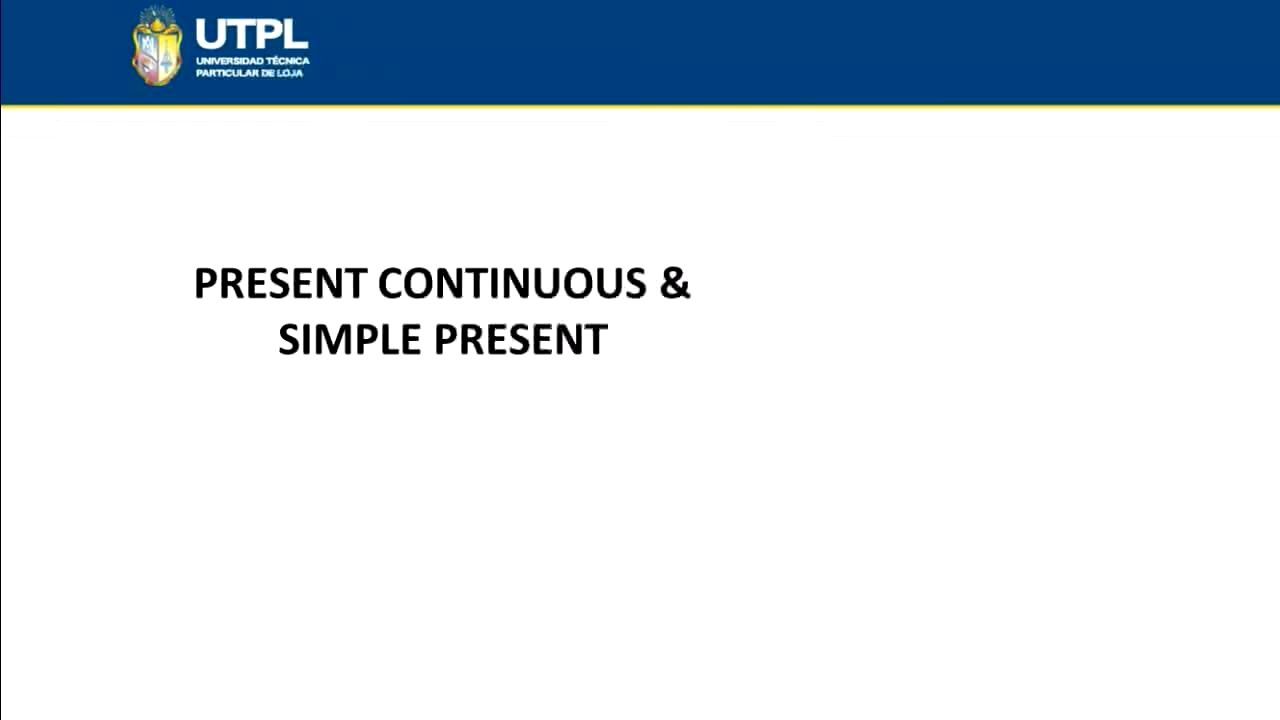 UTPL
UNIVERSIDAD TÉCNICA
PARTICULAR DE LOJA
PRESENT CONTINUOUS &
SIMPLE PRESENT